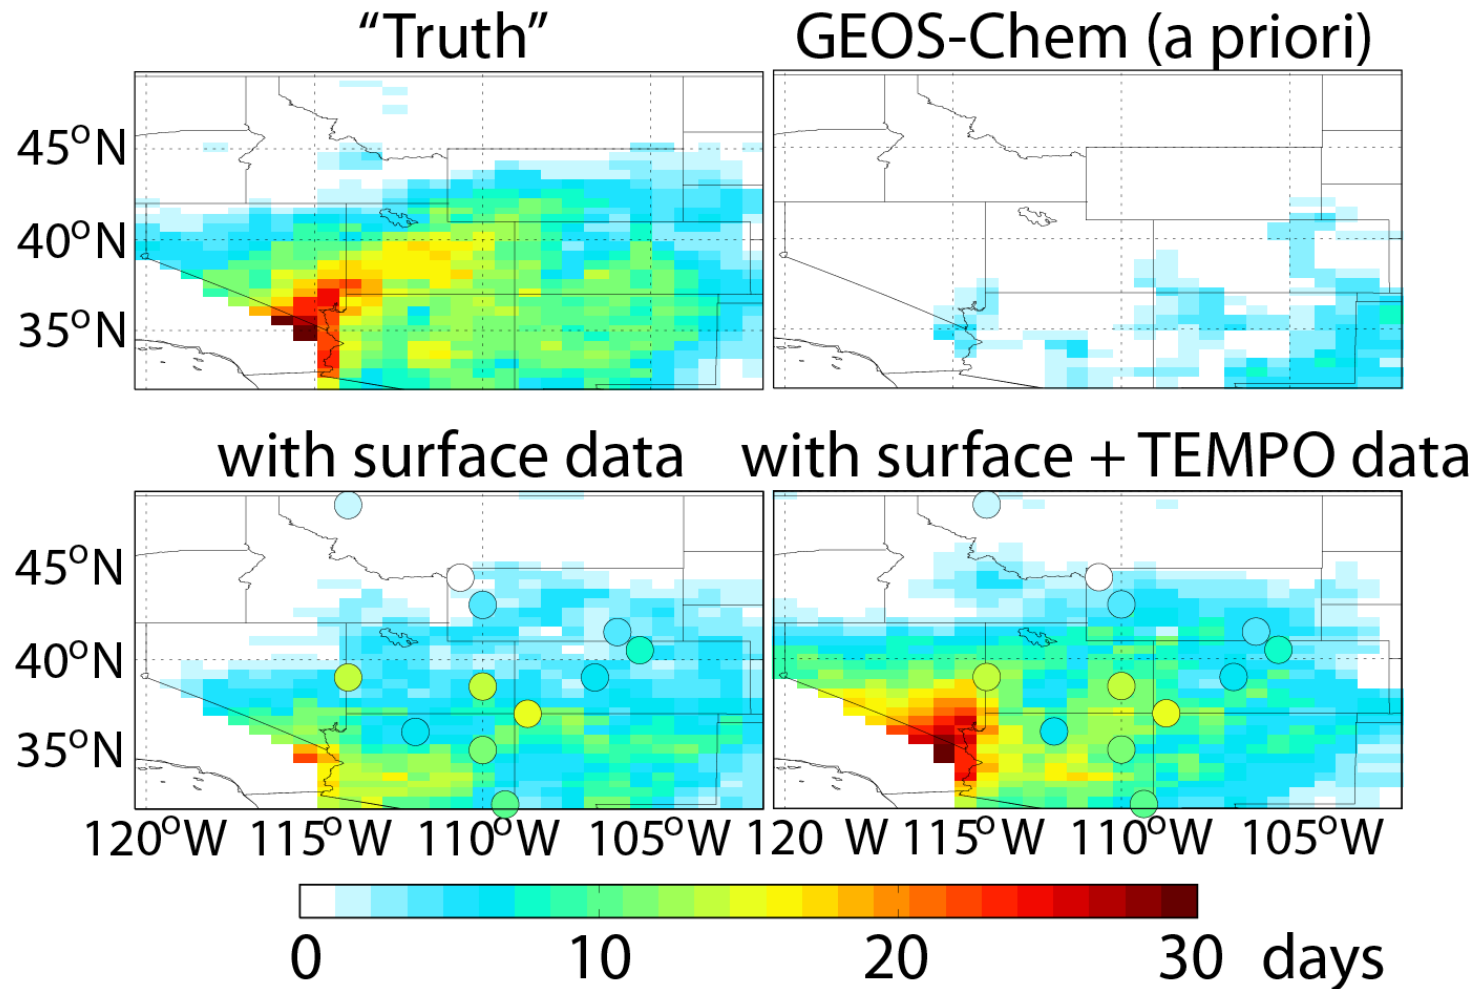 “Truth”
GEOS-Chem (a priori)
45°N
40°N
35°N
with surface data
with surface + TEMPO data
45°N
40°N
35°N
120°W 115°W 110°W 105°W
120 W 115°W 110°W 105°W
0 10 20 30 days